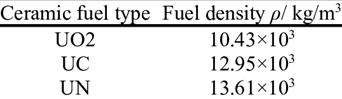 Ceramic fuel type Fuel density ρ/ kg/m³
UO2 10.43×10³
UC 12.95×10³
UN 13.61×10³